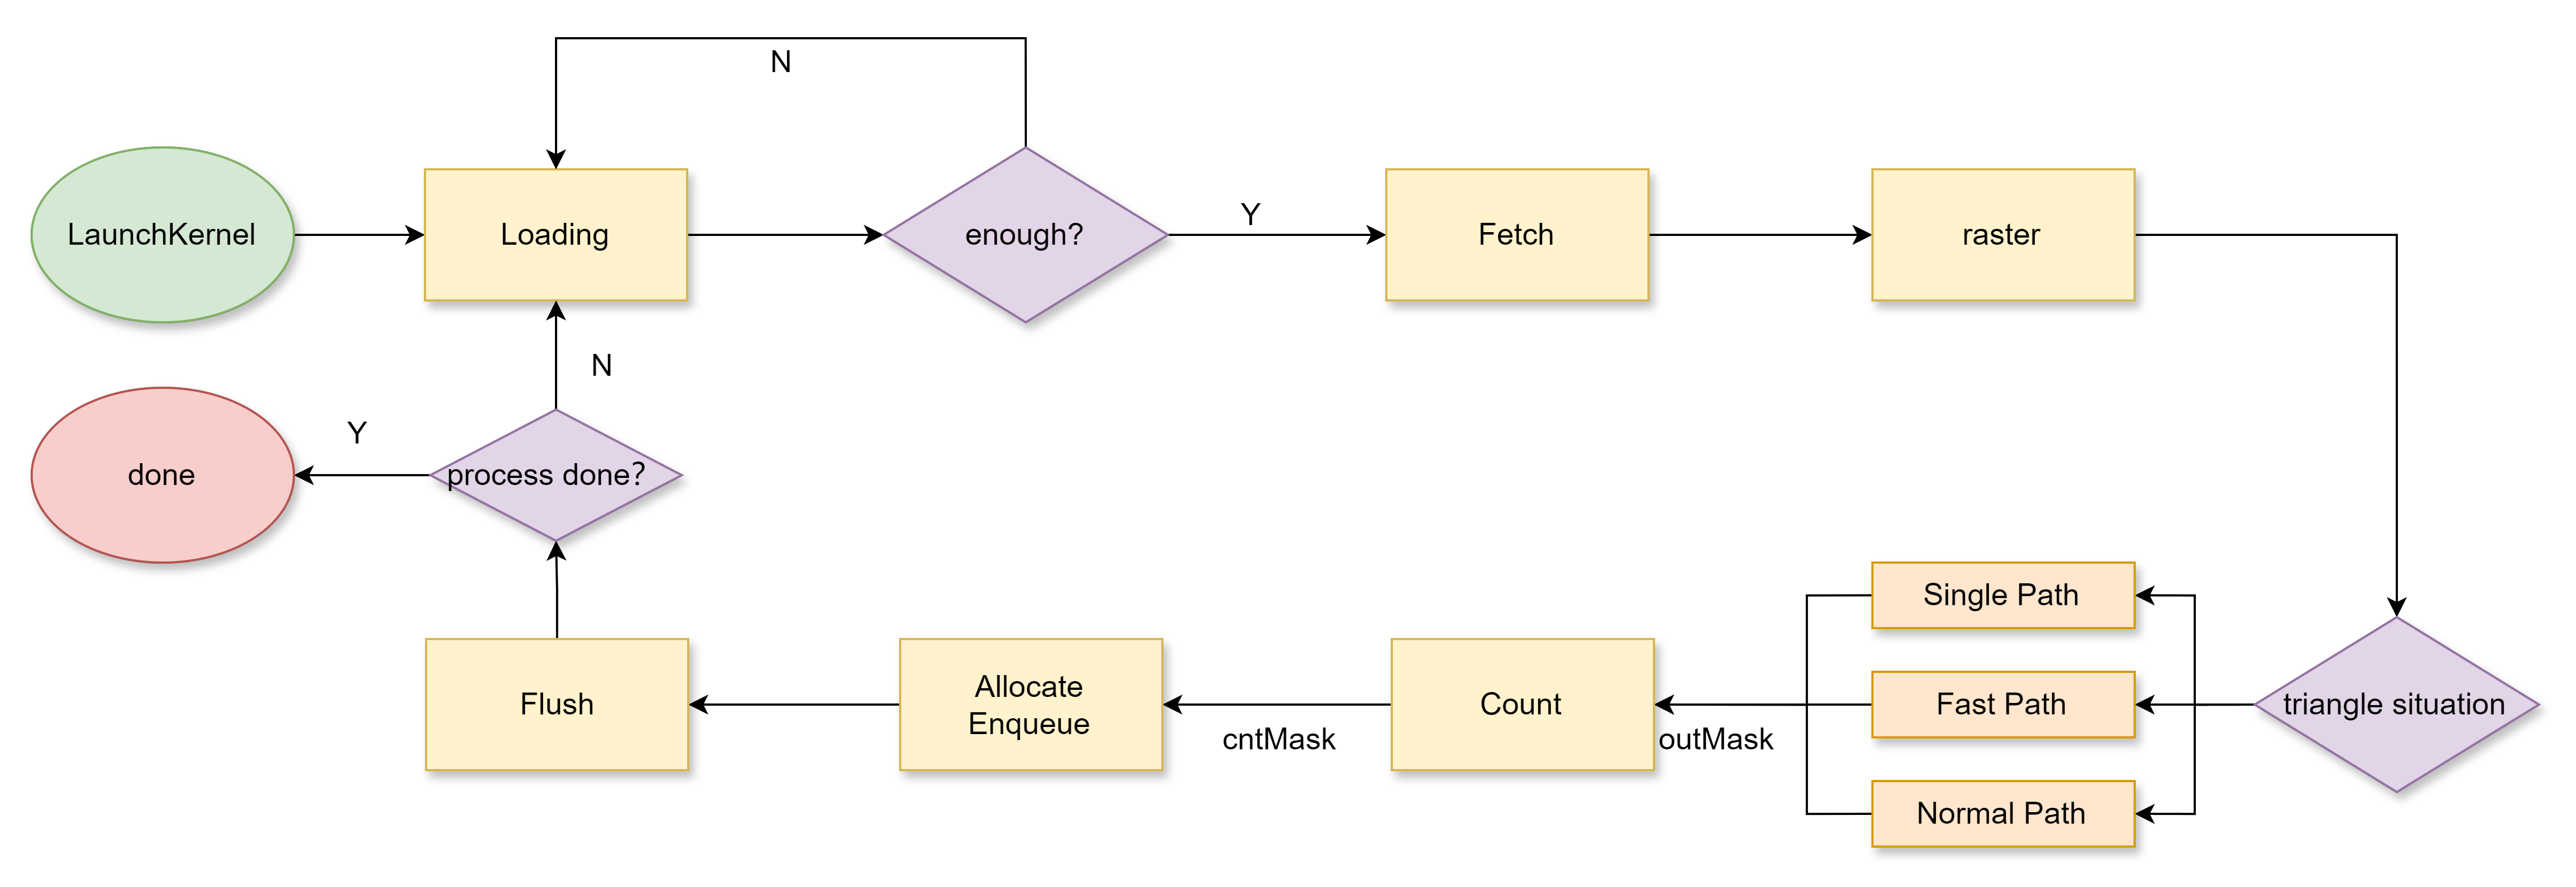 N
LaunchKernel
Loading
enough?
Y
Fetch
raster
N
Y
done
process done?
Single Path
Flush
Allocate
Enqueue
cntMask
Count
outMask
Fast Path
triangle situation
Normal Path